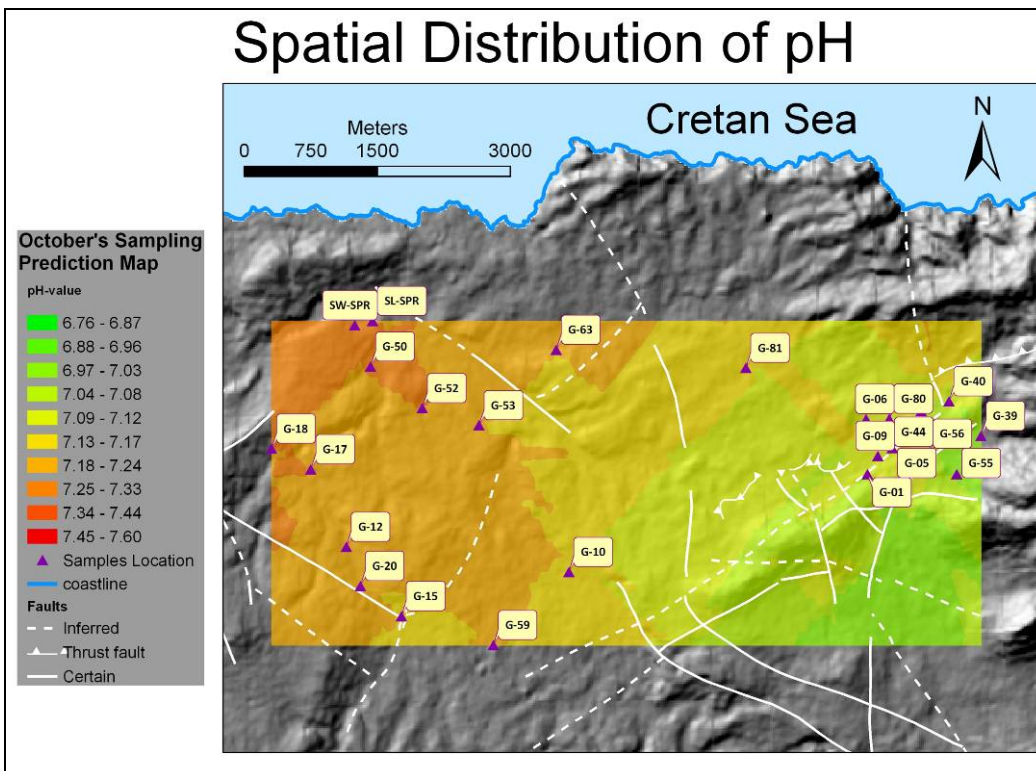 Spatial Distribution of pH
Cretan Sea
N
Meters
0 750 1500 3000
October's Sampling
Prediction Map
pH-value
6.76 - 6.87
6.88 - 6.96
6.97 - 7.03
7.04 - 7.08
7.09 - 7.12
7.13 - 7.17
7.18 - 7.24
7.25 - 7.33
7.34 - 7.44
7.45 - 7.60
Samples Location
coastline
Faults
Inferred
Thrust fault
Certain
SW-SPR
SL-SPR
G-63
G-81
G-50
G-52
G-53
G-40
G-06
G-80
G-39
G-18
G-17
G-09
G-44
G-56
G-05
G-55
G-01
G-12
G-10
G-20
G-15
G-59